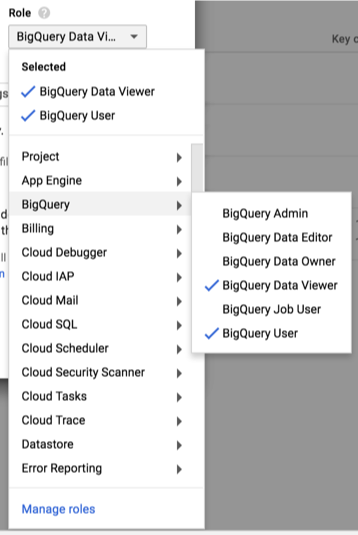 Role
BigQuery Data Vi...
Key
Selected
BigQuery Data Viewer
BigQuery User
Project
App Engine
BigQuery
Billing
Cloud Debugger
Cloud IAP
Cloud Mail
Cloud SQL
Cloud Scheduler
Cloud Security Scanner
Cloud Tasks
Cloud Trace
Datastore
Error Reporting
BigQuery Admin
BigQuery Data Editor
BigQuery Data Owner
BigQuery Data Viewer
BigQuery Job User
BigQuery User
Manage roles